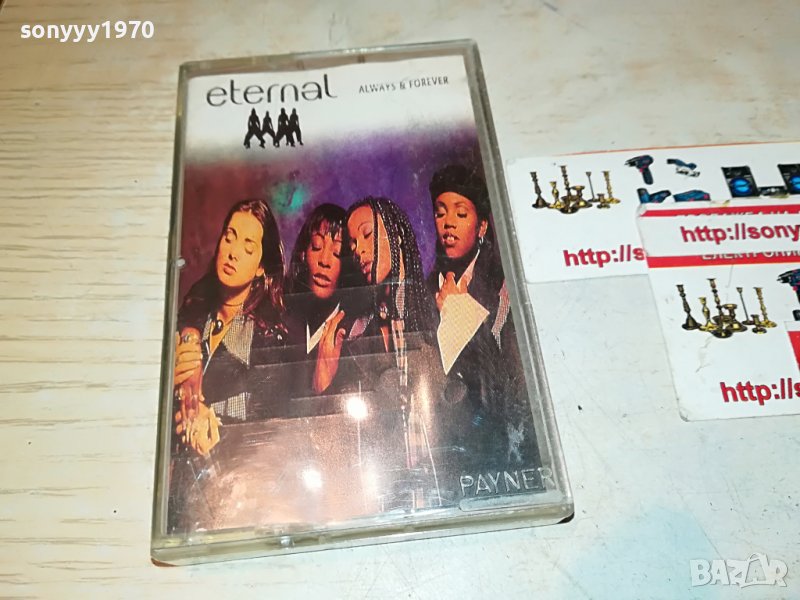 sonyyy1970
eternal
ALWAYS & FOREVER
PAYNER
http://s
http://sony
http://s
BAZAR